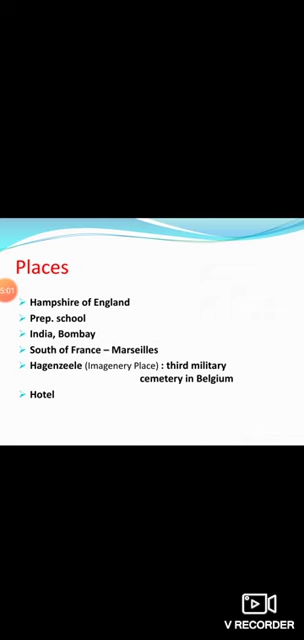 Places
5:01
Hampshire of England
Prep. school
India, Bombay
South of France – Marseilles
Hagenzeele (Imagenery Place) : third military
cemetery in Belgium
Hotel
V RECORDER